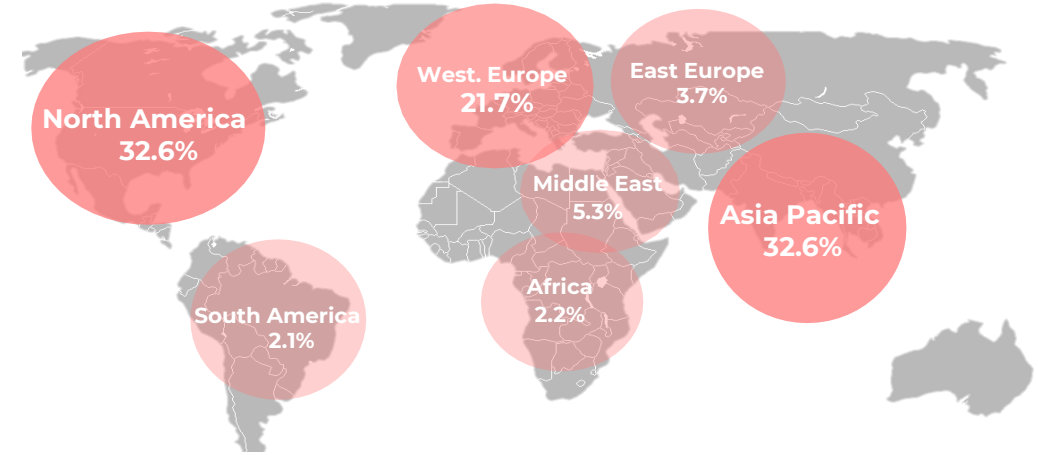 North America
32.6%
West. Europe
21.7%
East Europe
3.7%
Middle East
5.3%
Asia Pacific
32.6%
Africa
2.2%
South America
2.1%